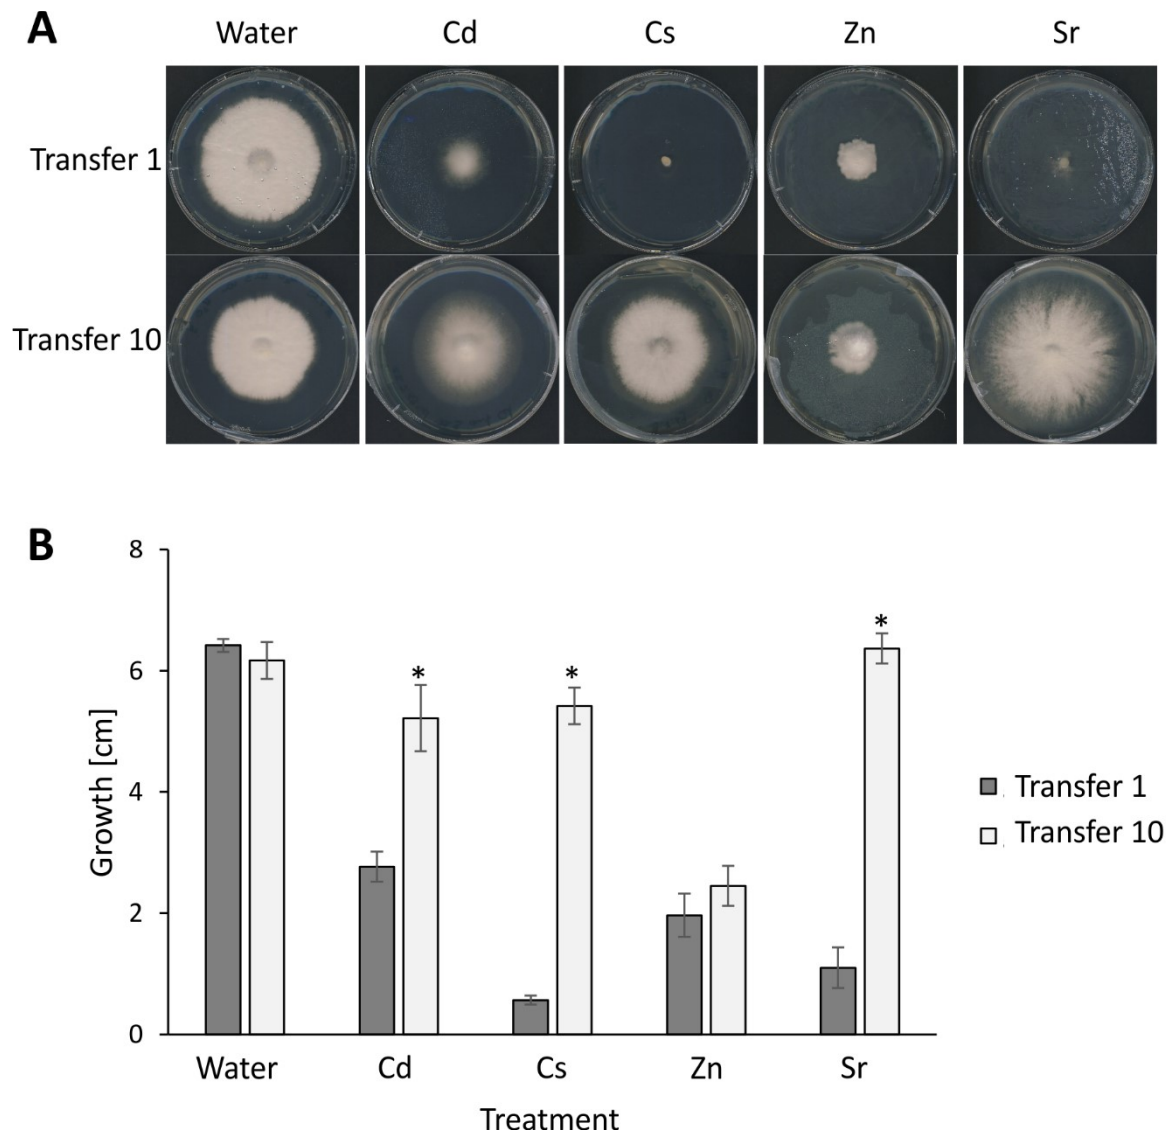 A
Water Cd Cs Zn Sr
Transfer 1
Transfer 10
B
8
6
4
2
0
Growth [cm]
*
*
*
Water Cd Cs Zn Sr
Treatment
Transfer 1
Transfer 10